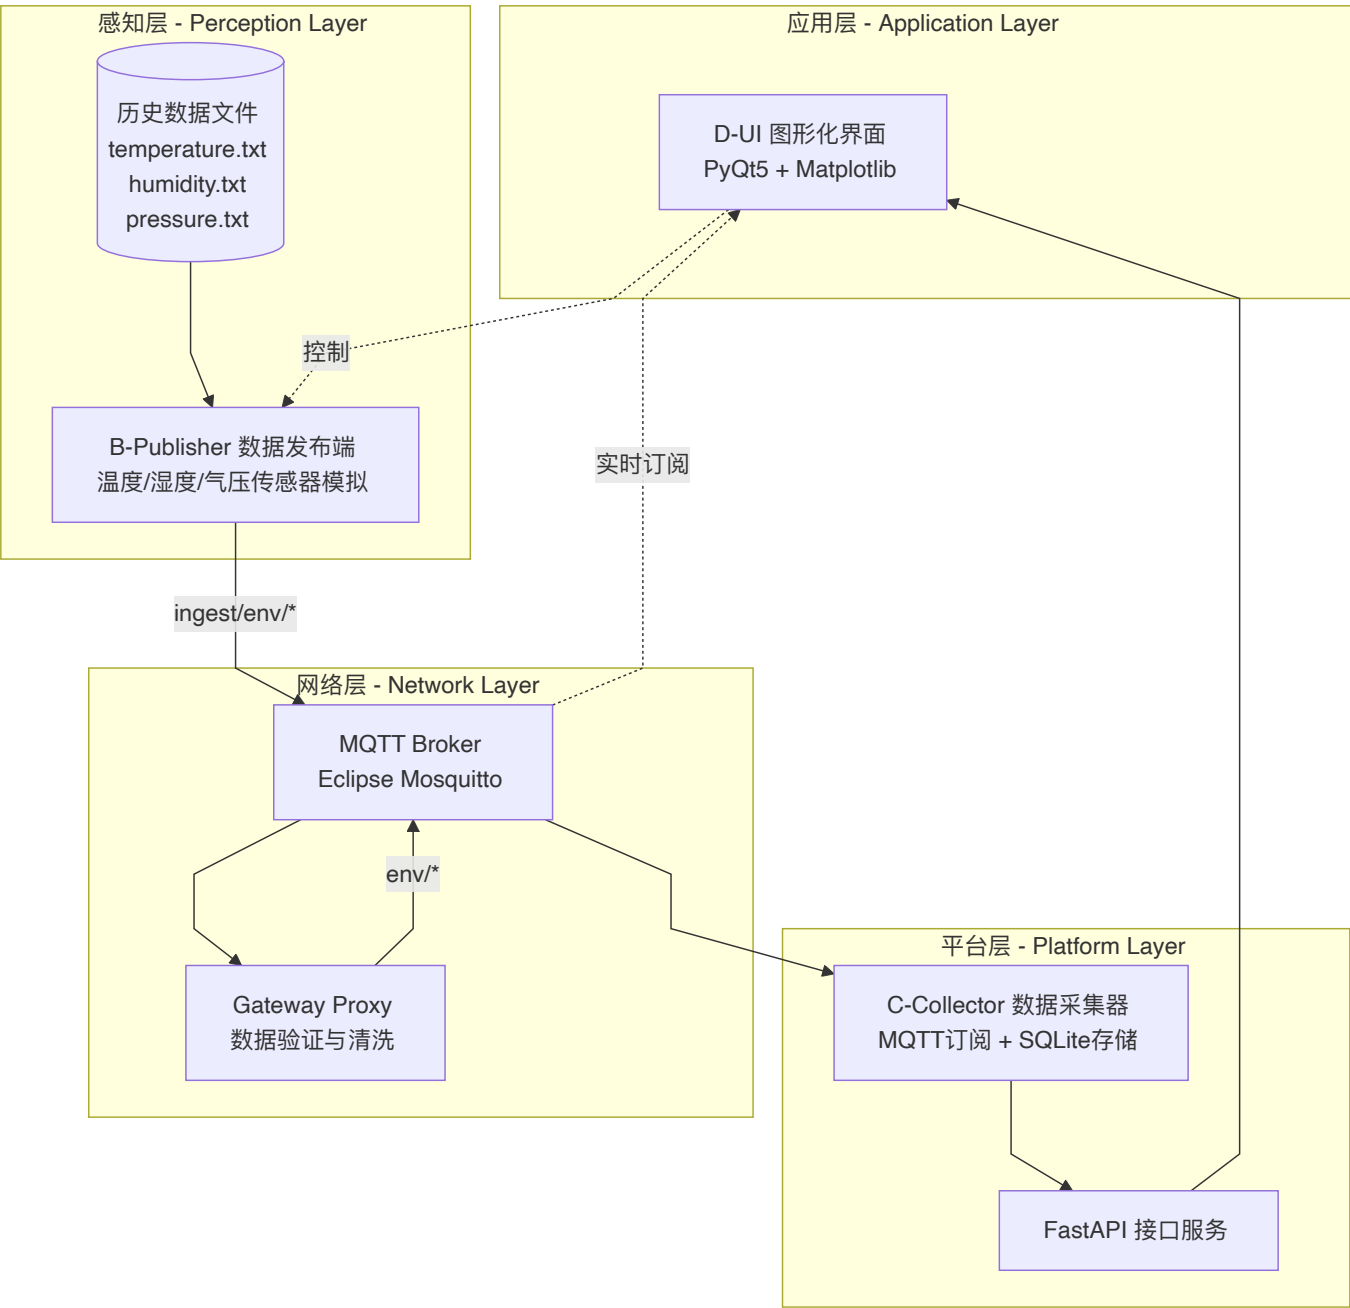 感知层 - Perception Layer
历史数据文件
temperature.txt
humidity.txt
pressure.txt
控制
B-Publisher 数据发布端
温度/湿度/气压传感器模拟
ingest/env/*
应用层 - Application Layer
D-UI 图形化界面
PyQt5 + Matplotlib
实时订阅
网络层 - Network Layer
MQTT Broker
Eclipse Mosquitto
env/*
Gateway Proxy
数据验证与清洗
平台层 - Platform Layer
C-Collector 数据采集器
MQTT订阅 + SQLite存储
FastAPI 接口服务